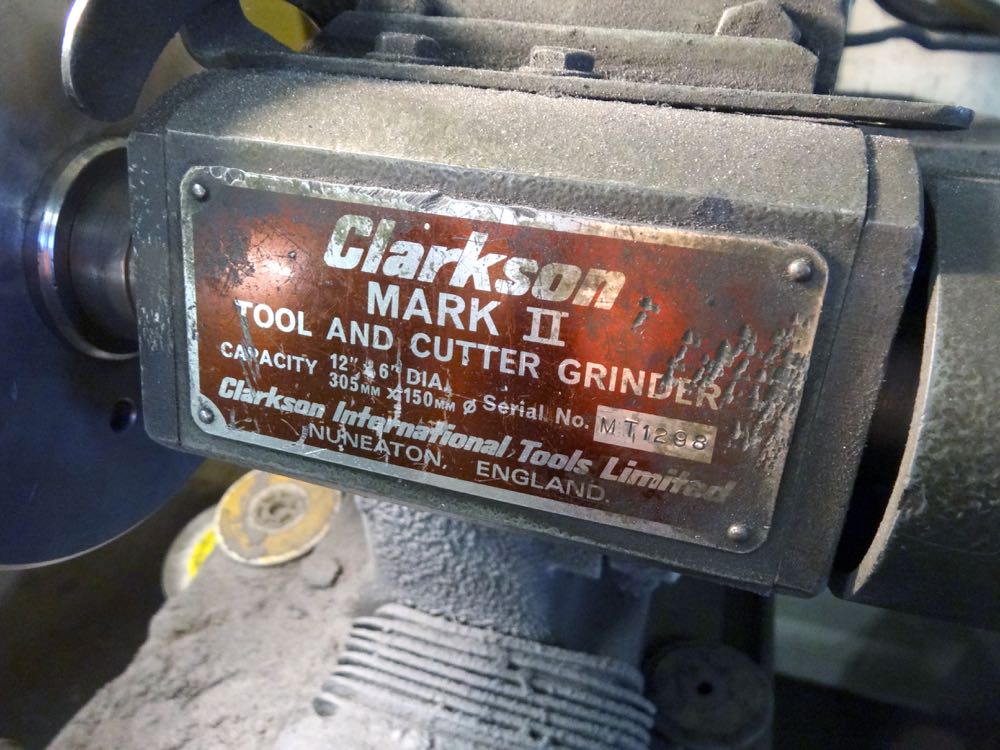 Clarkson
MARK II
TOOL AND CUTTER GRINDER
CAPACITY 12" x 6" DIA.
305MM x 150MM ø Serial No. MT1298
Clarkson International Tools Limited
NUNEATON, ENGLAND.